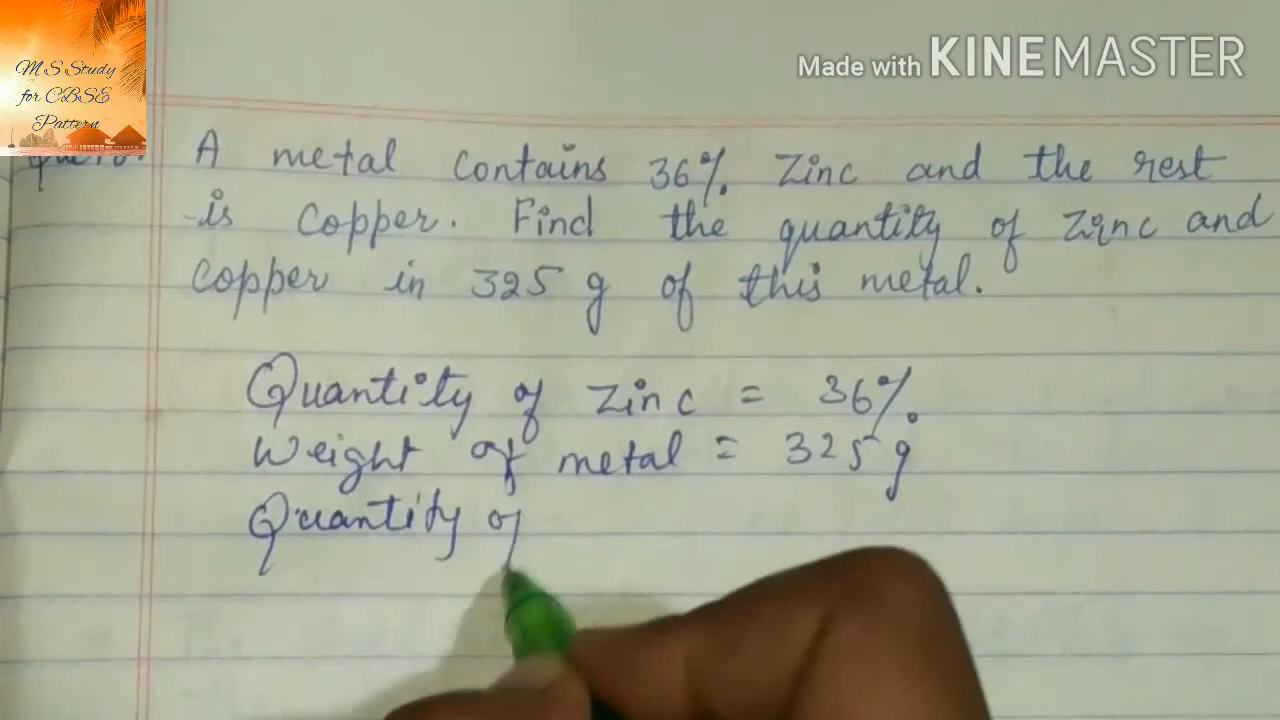 M.S Study
for CBSE
Pattern
Made with KINEMASTER
A metal contains 36% Zinc and the rest
is copper. Find the quantity of Zinc and
copper in 325 g of this metal.
Quantity of Zinc = 36%.
Weight of metal = 325 g
Quantity of